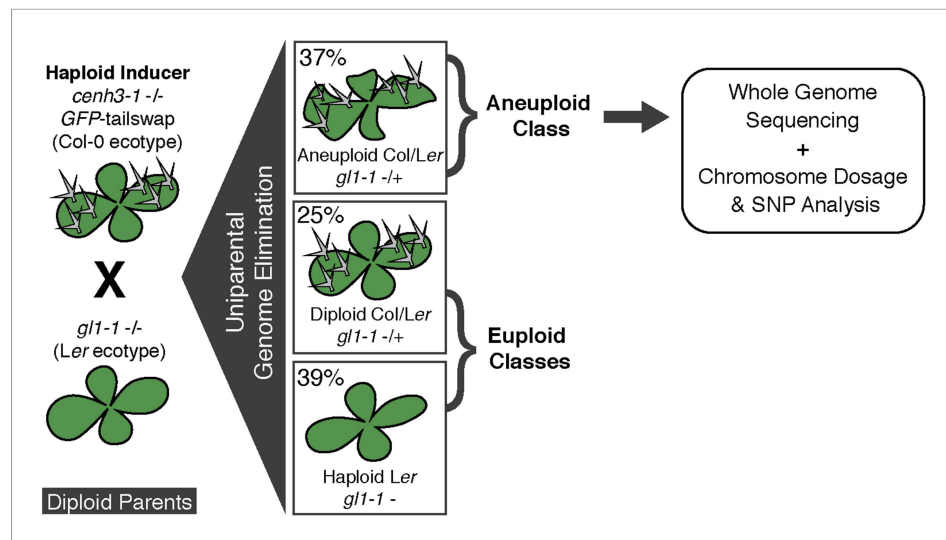 Haploid Inducer
cenh3-1 -/-
GFP-tailswap
(Col-0 ecotype)
X
gl1-1 -/-
(Ler ecotype)
Diploid Parents
Uniparental
Genome Elimination
37%
Aneuploid Col/Ler
gl1-1 -/+
25%
Diploid Col/Ler
gl1-1 -/+
39%
Haploid Ler
gl1-1 -
Aneuploid
Class
Euploid
Classes
Whole Genome
Sequencing
+
Chromosome Dosage
& SNP Analysis